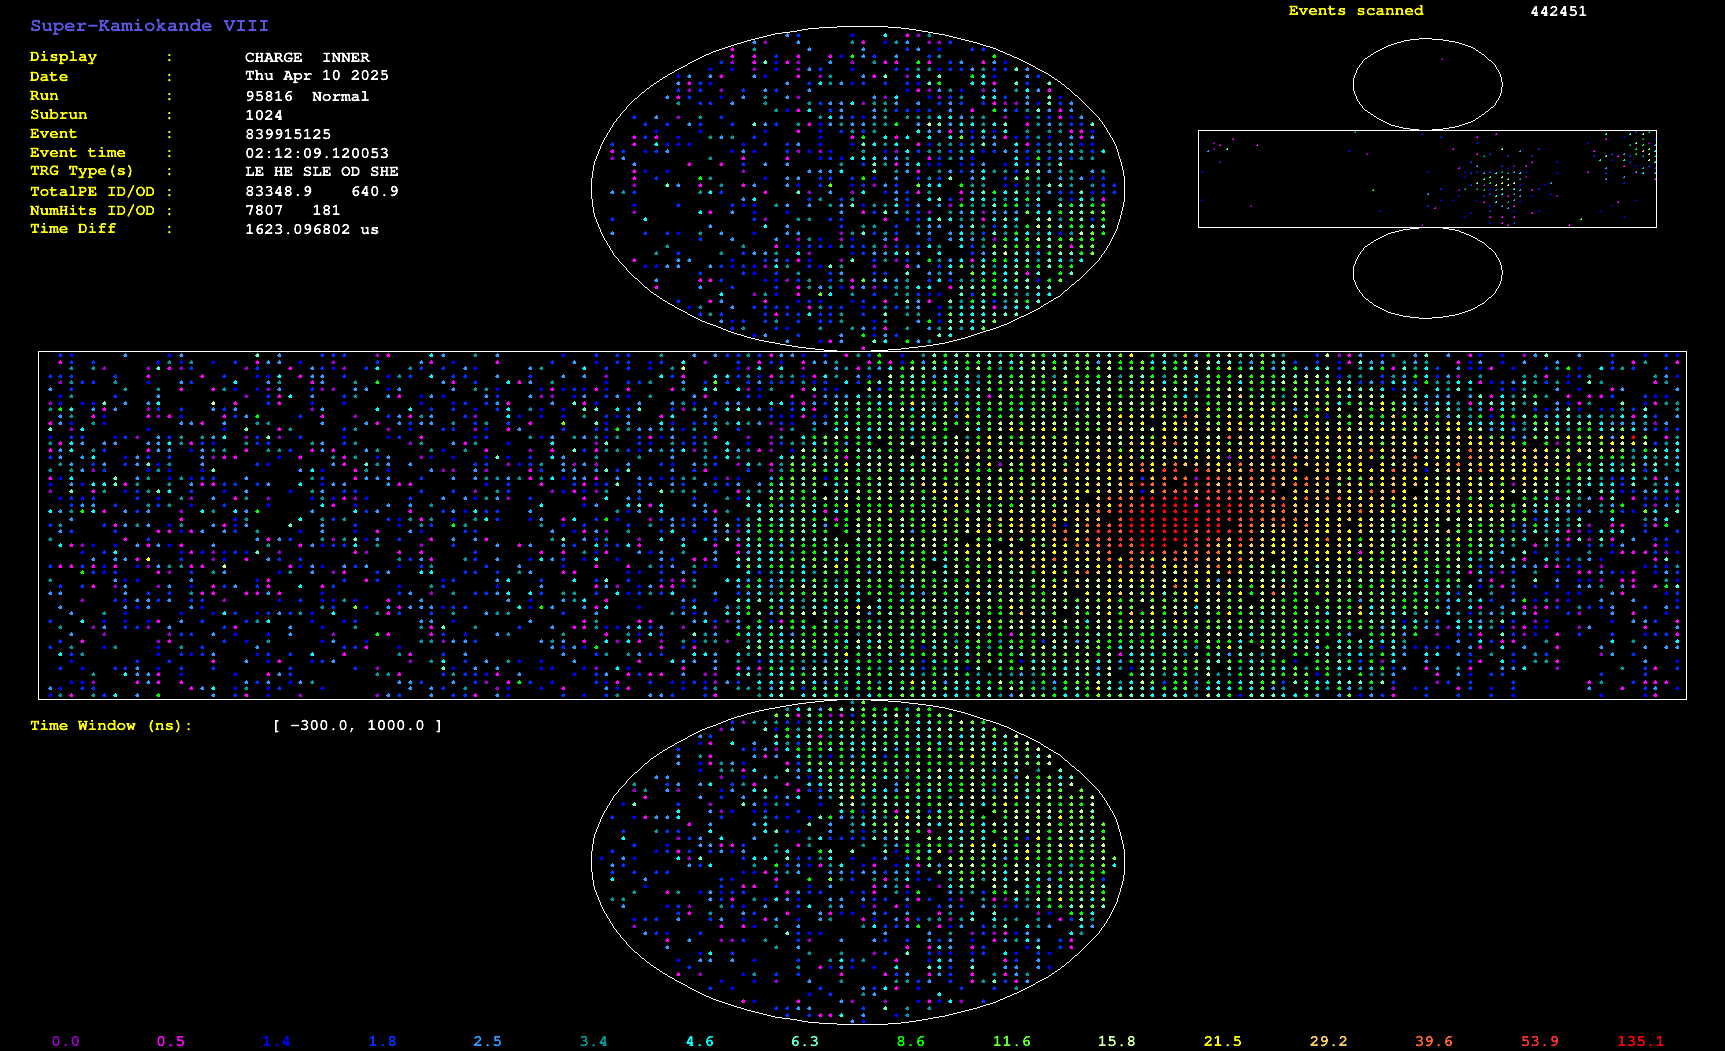 Super-Kamiokande VIII
Display : CHARGE INNER
Date : Thu Apr 10 2025
Run : 95816 Normal
Subrun : 1024
Event : 839915125
Event time : 02:12:09.120053
TRG Type(s) : LE HE SLE OD SHE
TotalPE ID/OD : 83348.9 640.9
NumHits ID/OD : 7807 181
Time Diff : 1623.096802 us
Events scanned 442451
Time Window (ns): [ -300.0, 1000.0 ]
0.0 0.5 1.4 1.8 2.5 3.4 4.6 6.3 8.6 11.6 15.8 21.5 29.2 39.6 53.9 135.1